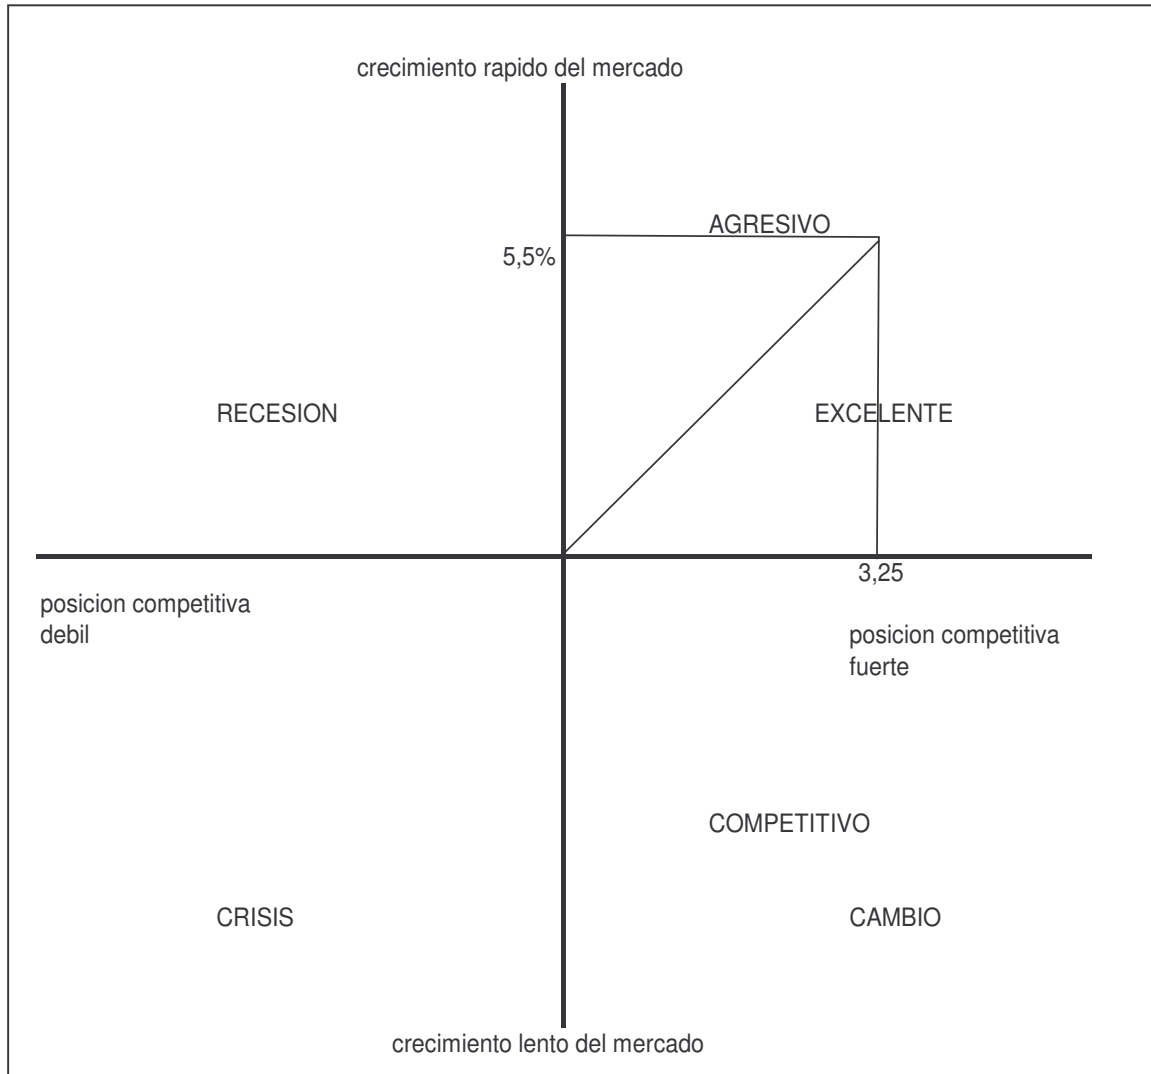 crecimiento rapido del mercado
AGRESIVO
5,5%
RECESION
EXCELENTE
3,25
posicion competitiva
debil
posicion competitiva
fuerte
COMPETITIVO
CRISIS
CAMBIO
crecimiento lento del mercado